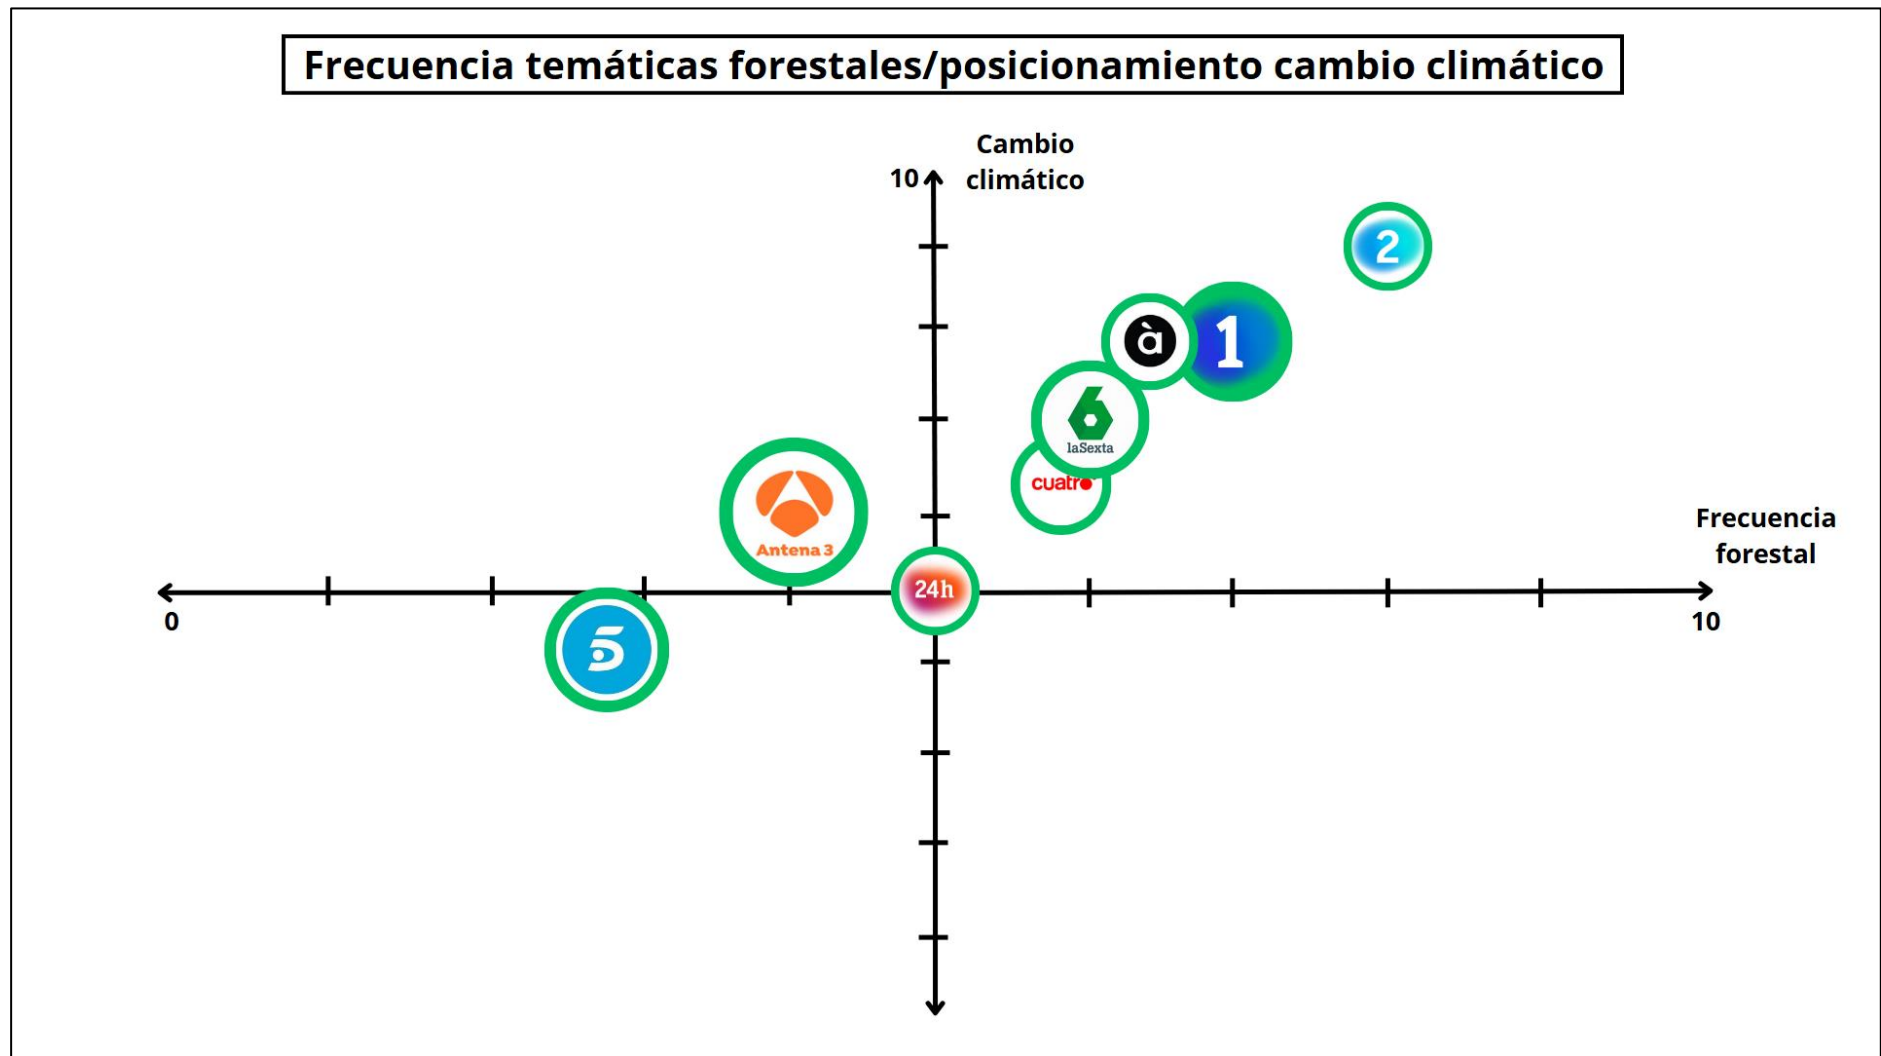 Frecuencia temáticas forestales/posicionamiento cambio climático
Cambio
climático
10
2
à
1
6
laSexta
cuatro
Antena 3
Frecuencia
forestal
24h
0
10
5